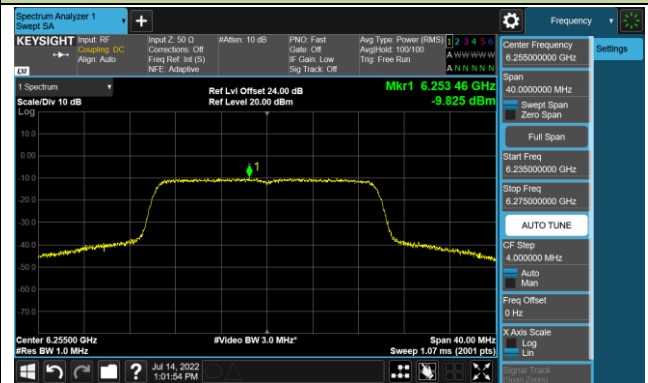 Spectrum Analyzer 1
Swept SA
Frequency
KEYSIGHT
Input: RF
Coupling: DC
Align: Auto
Input Z: 50 Ω
Corrections: Off
Freq Ref: Int (S)
NFE: Adaptive
#Atten: 10 dB
PNO: Fast
Gate: Off
IF Gain: Low
Sig Track: Off
Avg Type: Power (RMS)
Avg|Hold: 100/100
Trig: Free Run
1 2 3 4 5 6
A W W W W W
A N N N N N
LXI
1 Spectrum
Scale/Div 10 dB
Log
Ref Lvl Offset 24.00 dB
Ref Level 20.00 dBm
Mkr1 6.253 46 GHz
-9.825 dBm
10.0
0.00
-10.0
-20.0
-30.0
-40.0
-50.0
-60.0
-70.0
1
Center 6.25500 GHz
#Res BW 1.0 MHz
#Video BW 3.0 MHz*
Span 40.00 MHz
Sweep 1.07 ms (2001 pts)
Jul 14, 2022
1:01:54 PM
Center Frequency
6.255000000 GHz
Settings
Span
40.0000000 MHz
Swept Span
Zero Span
Full Span
Start Freq
6.235000000 GHz
Stop Freq
6.275000000 GHz
AUTO TUNE
CF Step
4.000000 MHz
Auto
Man
Freq Offset
0 Hz
X Axis Scale
Log
Lin
Signal Track
(Span Zoom)